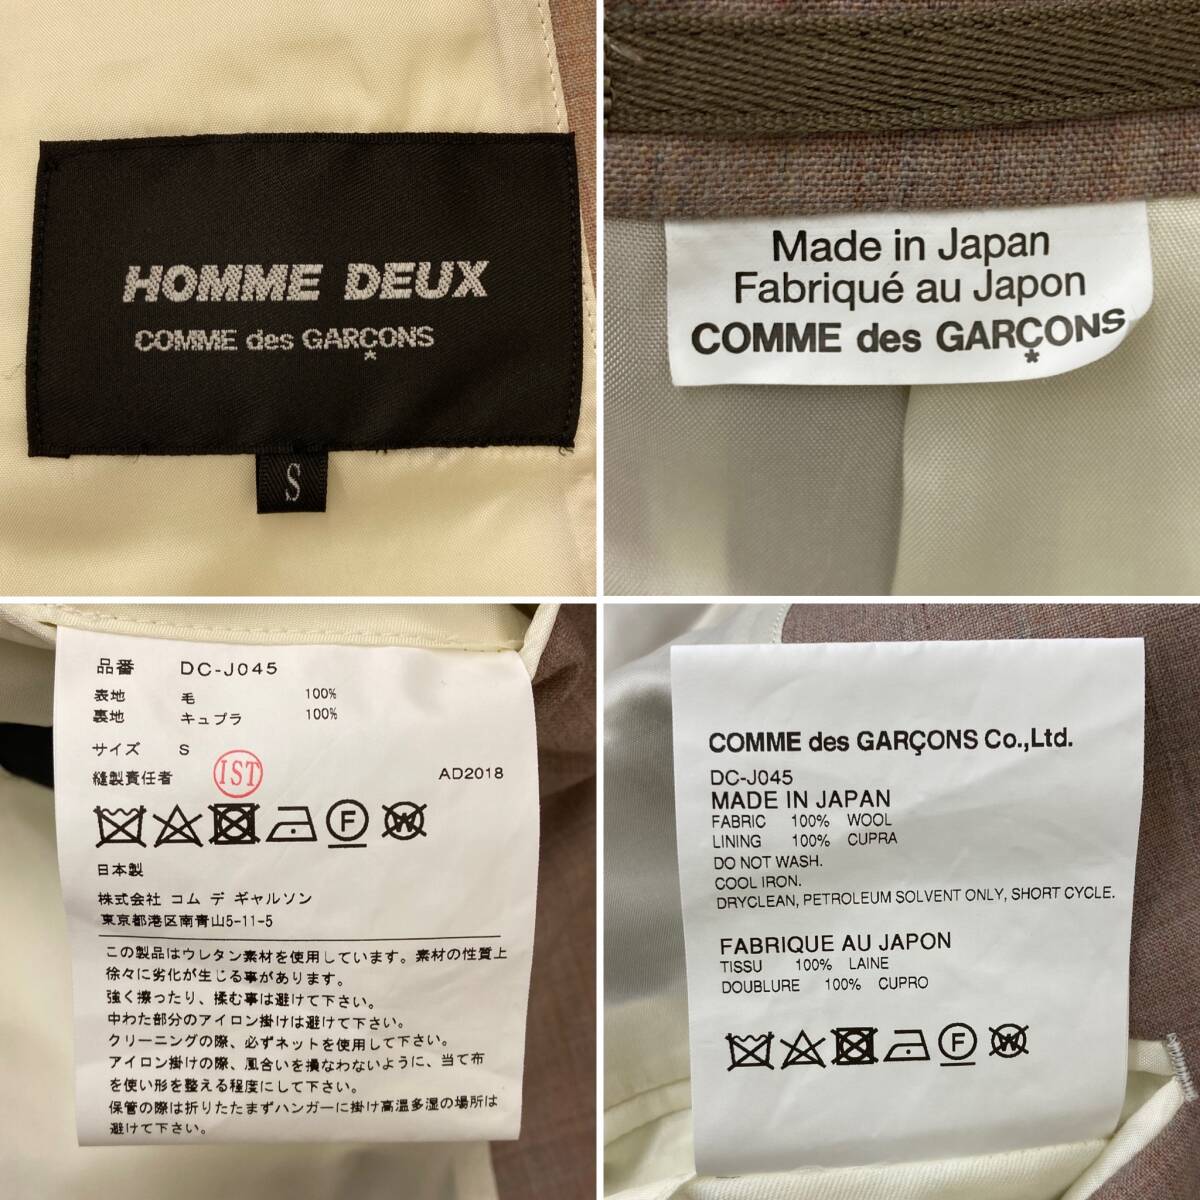 HOMME DEUX
COMME des GARÇONS
*
S
Made in Japan
Fabriqué au Japon
COMME des GARÇONS
*
品番 DC-J045
表地 毛 100%
裏地 キュプラ 100%
サイズ S
縫製責任者 IST AD2018
F W
日本製
株式会社 コム デ ギャルソン
東京都港区南青山5-11-5
この製品はウレタン素材を使用しています。素材の性質上
徐々に劣化が生じる事があります。
強く擦ったり、揉む事は避けて下さい。
中わた部分のアイロン掛けは避けて下さい。
クリーニングの際、必ずネットを使用して下さい。
アイロン掛けの際、風合いを損なわないように、当て布
を使い形を整える程度にして下さい。
保管の際は折りたたまずハンガーに掛け高温多湿の場所は
避けて下さい。
COMME des GARÇONS Co.,Ltd.
DC-J045
MADE IN JAPAN
FABRIC 100% WOOL
LINING 100% CUPRA
DO NOT WASH.
COOL IRON.
DRYCLEAN, PETROLEUM SOLVENT ONLY, SHORT CYCLE.
FABRIQUE AU JAPON
TISSU 100% LAINE
DOUBLURE 100% CUPRO
F W